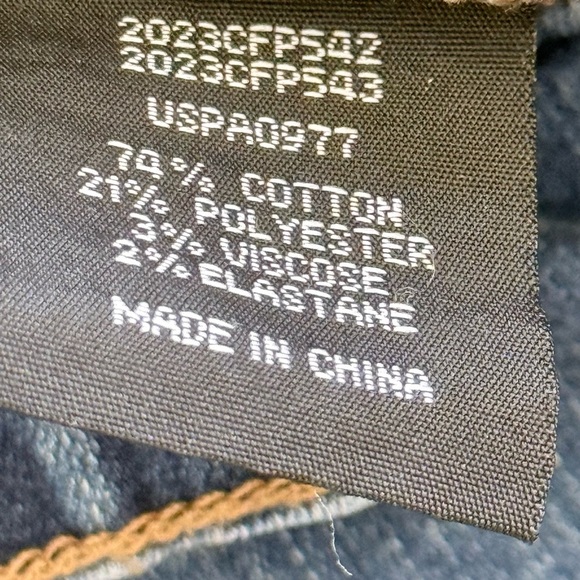 2023CFP542
2023CFP543
USPA0977
74% COTTON
21% POLYESTER
3% VISCOSE
2% ELASTANE
MADE IN CHINA